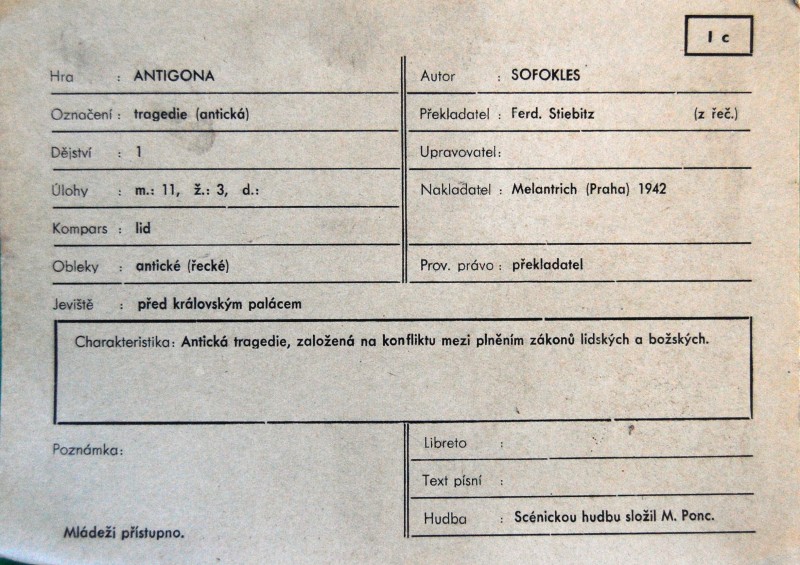 I c
Hra : ANTIGONA
Označení : tragedie (antická)
Dějství : 1
Úlohy : m.: 11, ž.: 3, d.:
Kompars : lid
Obleky : antické (řecké)
Jeviště : před královským palácem
Autor : SOFOKLES
Překladatel : Ferd. Stiebitz (z řeč.)
Upravovatel:
Nakladatel : Melantrich (Praha) 1942
Prov. právo : překladatel
Charakteristika: Antická tragedie, založená na konfliktu mezi plněním zákonů lidských a božských.
Poznámka:
Mládeži přístupno.
Libreto :
Text písní :
Hudba : Scénickou hudbu složil M. Ponc.